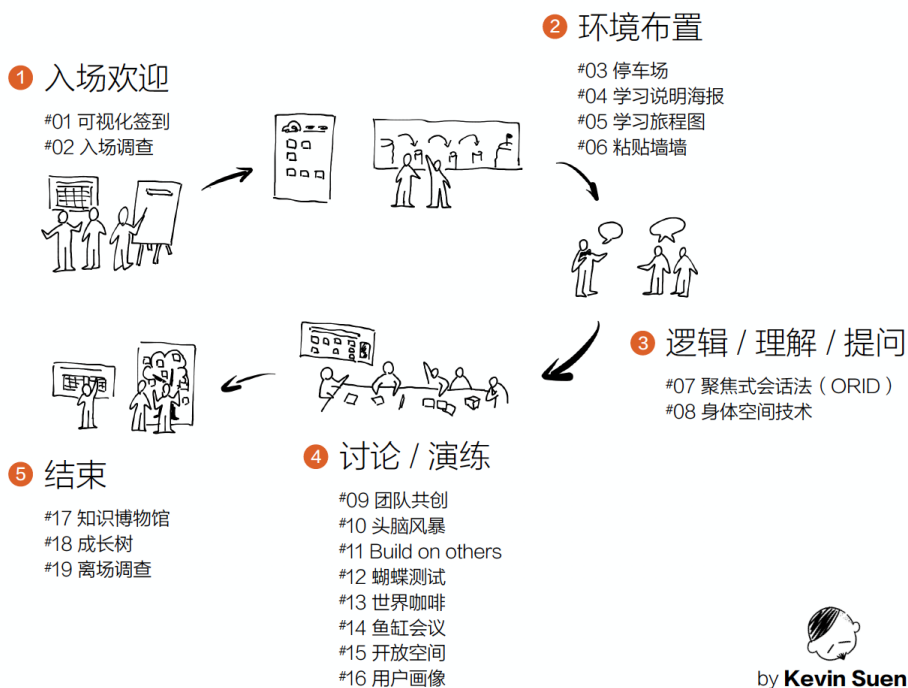 1 入场欢迎
#01 可视化签到
#02 入场调查
2 环境布置
#03 停车场
#04 学习说明海报
#05 学习旅程图
#06 粘贴墙墙
3 逻辑 / 理解 / 提问
#07 聚焦式会话法（ORID）
#08 身体空间技术
4 讨论 / 演练
#09 团队共创
#10 头脑风暴
#11 Build on others
#12 蝴蝶测试
#13 世界咖啡
#14 鱼缸会议
#15 开放空间
#16 用户画像
5 结束
#17 知识博物馆
#18 成长树
#19 离场调查
by Kevin Suen